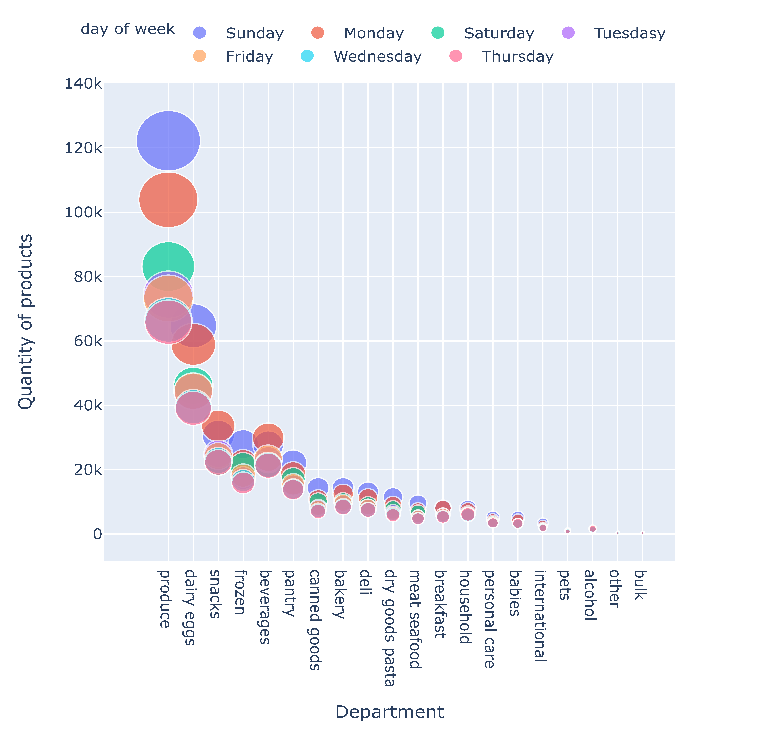 day of week
Sunday Monday Saturday Tuesdasy
Friday Wednesday Thursday
140k
120k
100k
80k
60k
40k
20k
0
Quantity of products
produce
dairy eggs
snacks
frozen
beverages
pantry
canned goods
bakery
deli
dry goods pasta
meat seafood
breakfast
household
personal care
babies
international
pets
alcohol
other
bulk
Department